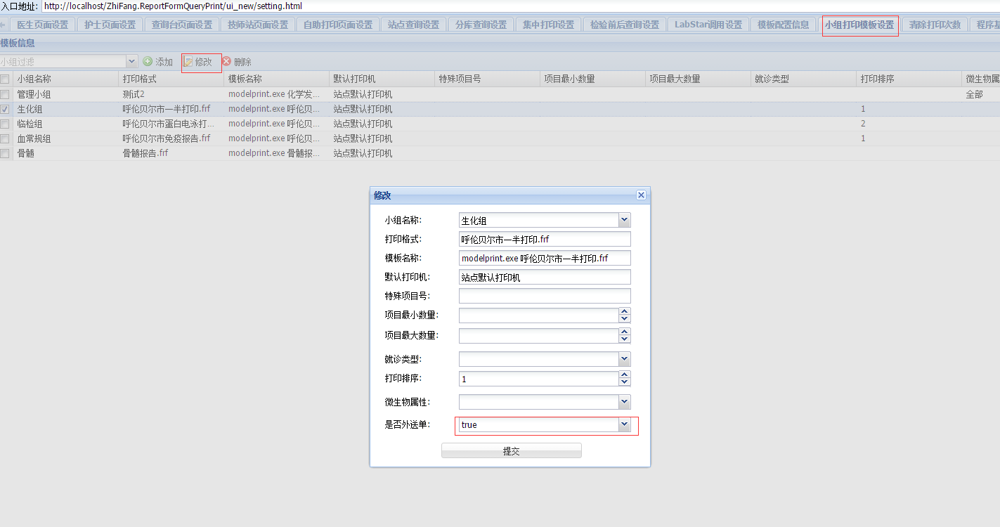 入口地址: http://localhost/ZhiFang.ReportFormQueryPrint/ui_new/setting.html
医生页面设置 护士页面设置 查询台页面设置 技师站页面设置 自助打印页面设置 站点查询设置 分库查询设置 集中打印设置 检验前后查询设置 LabStar调用设置 模板配置信息 小组打印模板设置 清除打印次数 程序基
模板信息
小组过滤 添加 修改 删除
小组名称 打印格式 模板名称 默认打印机 特殊项目号 项目最小数量 项目最大数量 就诊类型 打印排序 微生物属
管理小组 测试2 modelprint.exe 化学发... 站点默认打印机 全部
生化组 呼伦贝尔市一半打印.frf modelprint.exe 呼伦贝... 站点默认打印机 1
临检组 呼伦贝尔市蛋白电泳打... modelprint.exe 呼伦贝... 站点默认打印机 2
血常规组 呼伦贝尔市免疫报告.frf modelprint.exe 呼伦贝... 站点默认打印机 1
骨髓 骨髓报告.frf modelprint.exe 骨髓报... 站点默认打印机
修改
小组名称: 生化组
打印格式: 呼伦贝尔市一半打印.frf
模板名称: modelprint.exe 呼伦贝尔市一半打印.frf
默认打印机: 站点默认打印机
特殊项目号:
项目最小数量:
项目最大数量:
就诊类型:
打印排序: 1
微生物属性:
是否外送单: true
提交